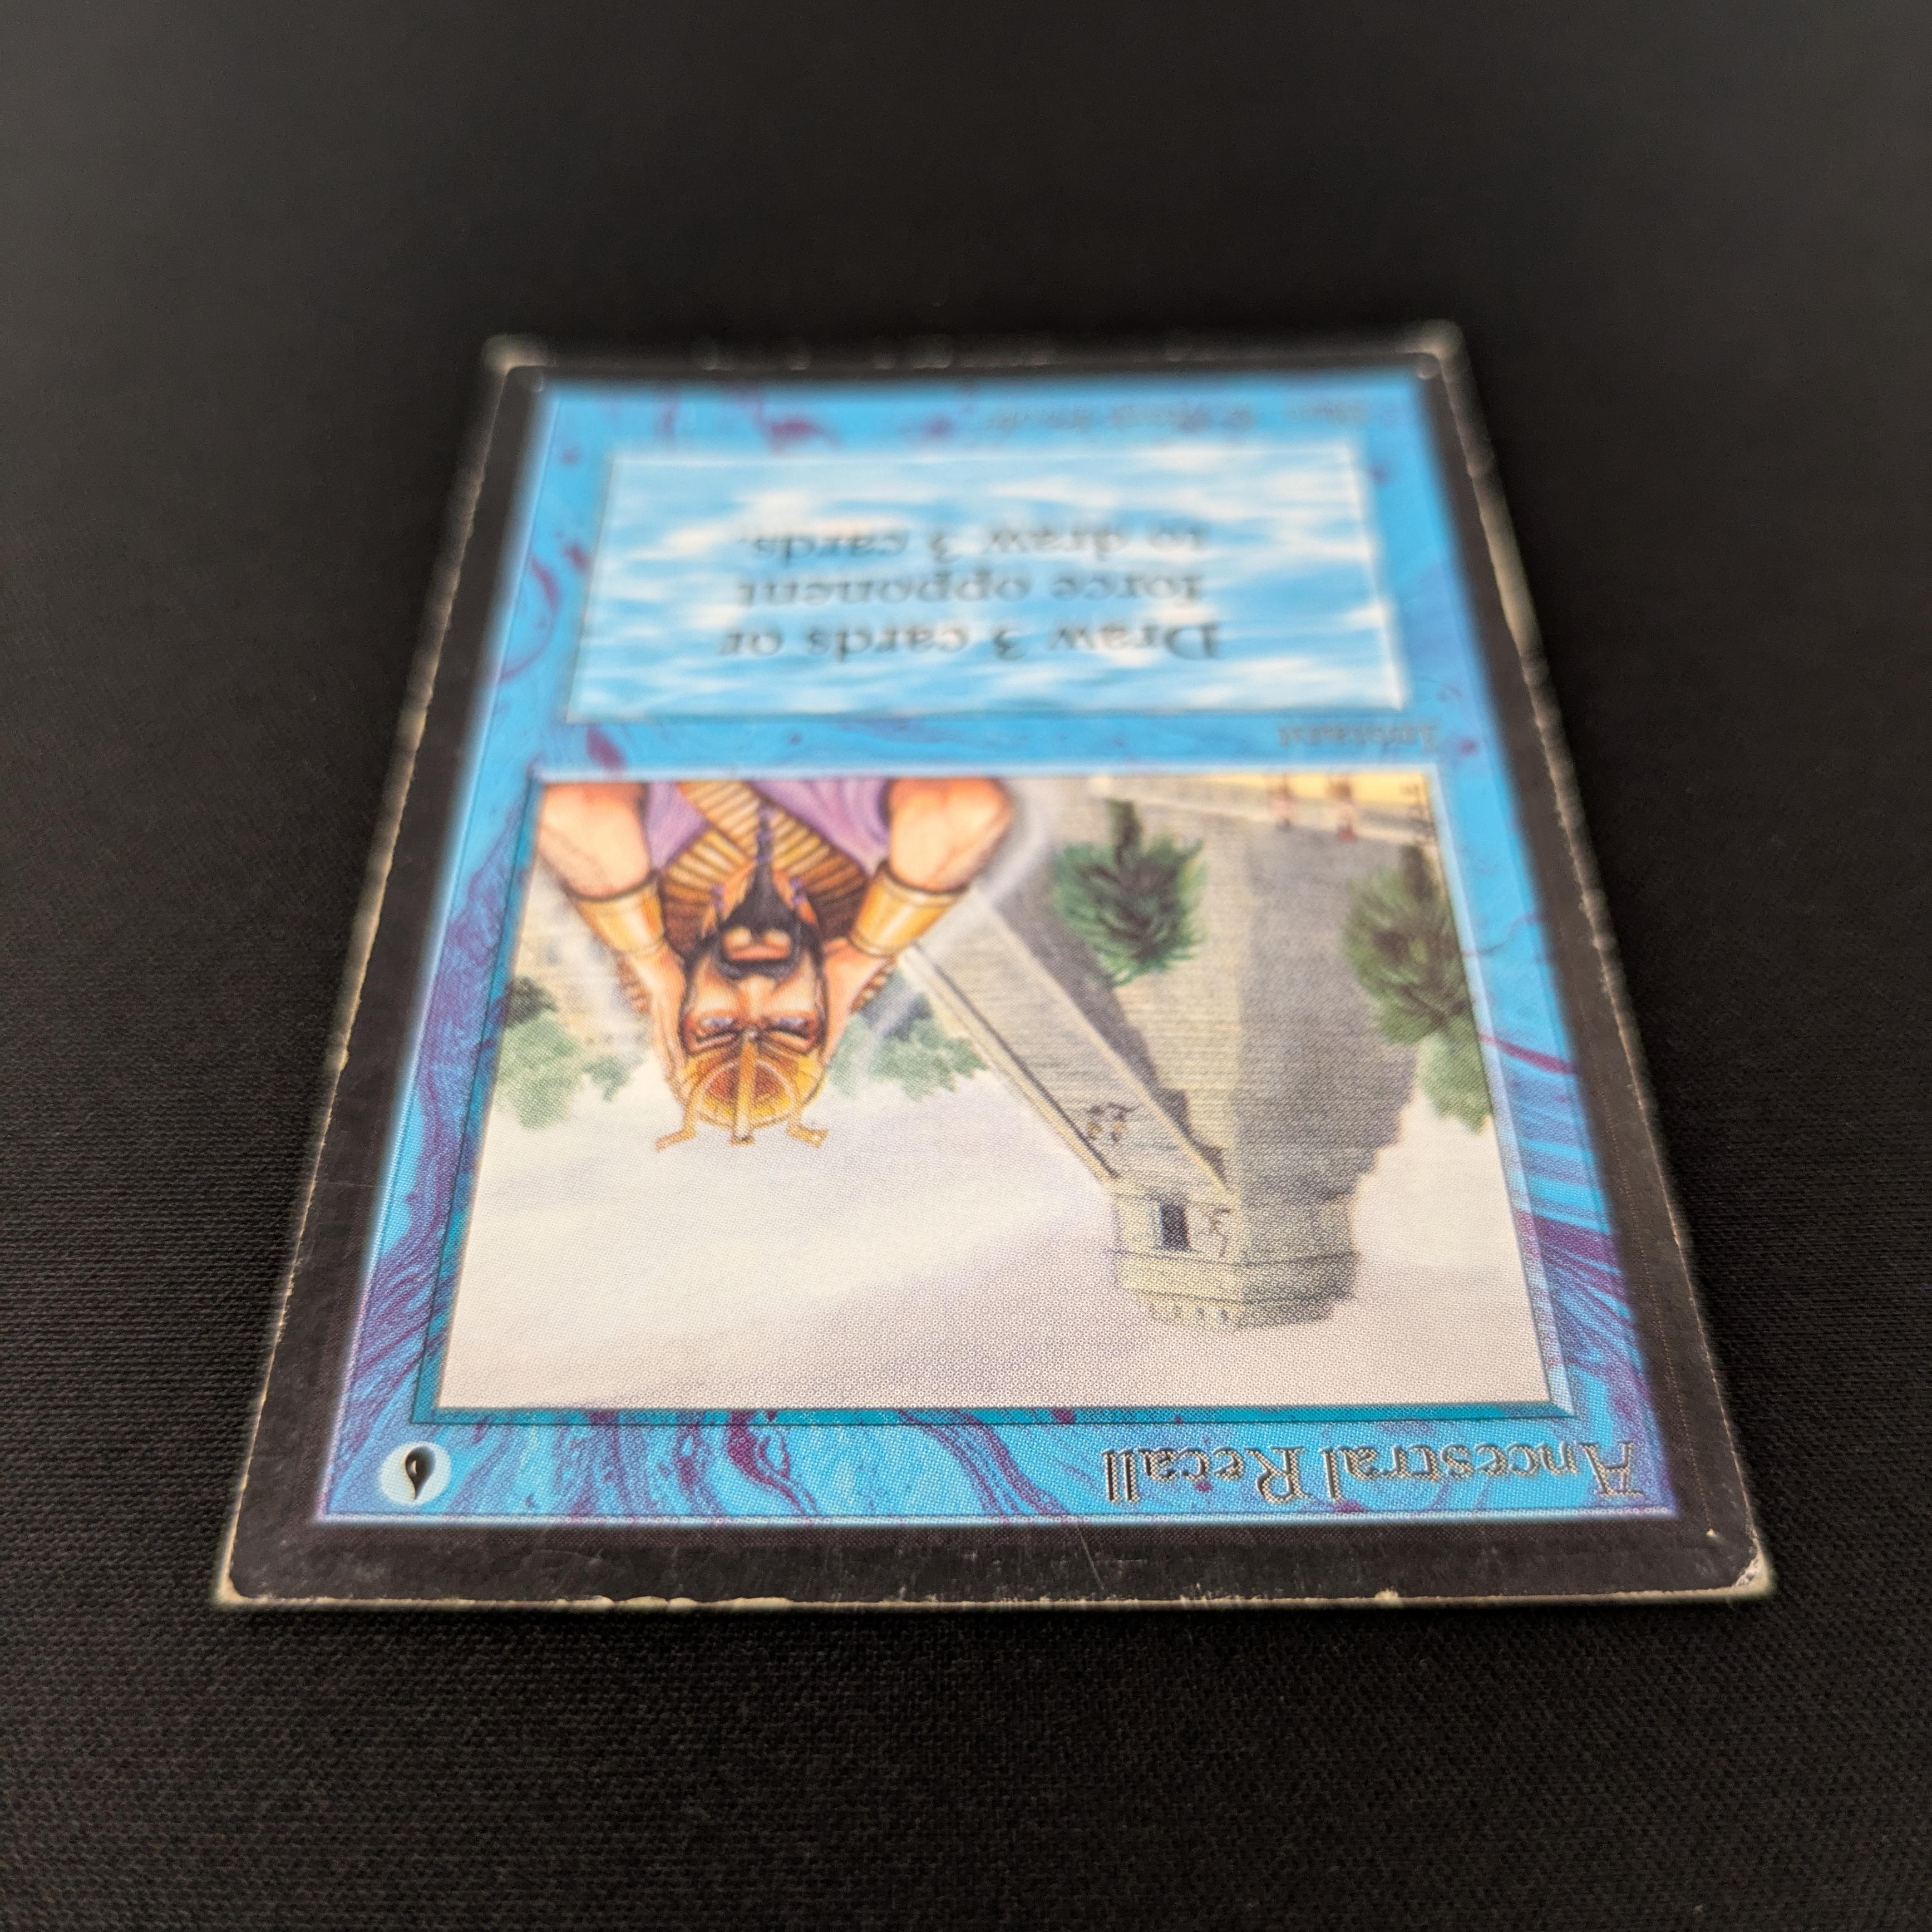 Ancestral Recall
Instant
Draw 3 cards or
force opponent
to draw 3 cards.